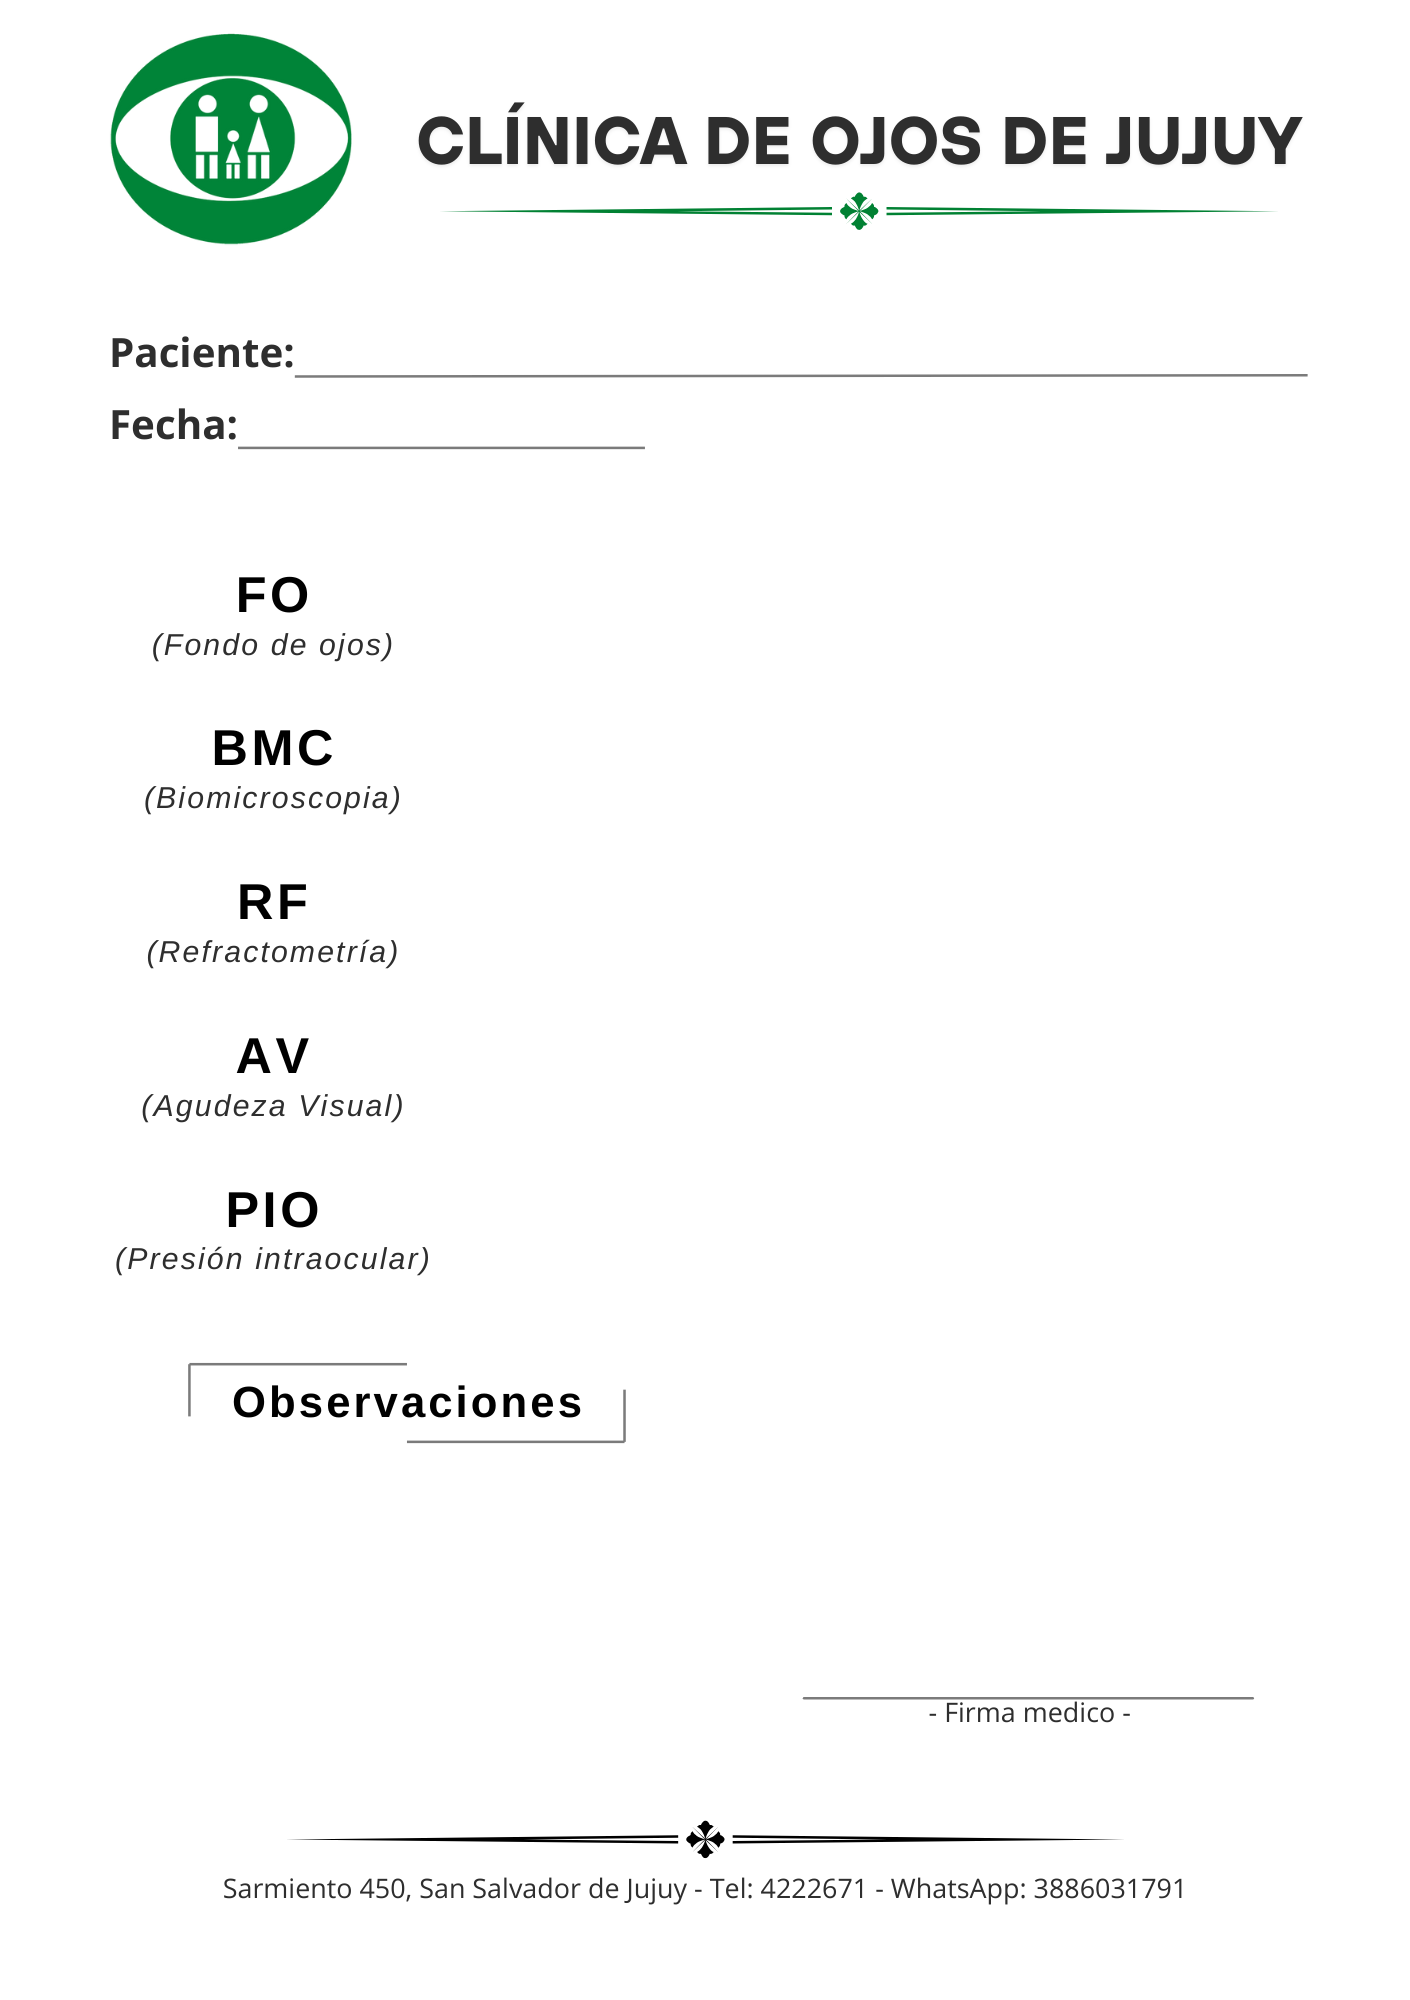 CLÍNICA DE OJOS DE JUJUY
Paciente:
Fecha:
FO
(Fondo de ojos)
BMC
(Biomicroscopia)
RF
(Refractometría)
AV
(Agudeza Visual)
PIO
(Presión intraocular)
Observaciones
- Firma medico -
Sarmiento 450, San Salvador de Jujuy - Tel: 4222671 - WhatsApp: 3886031791